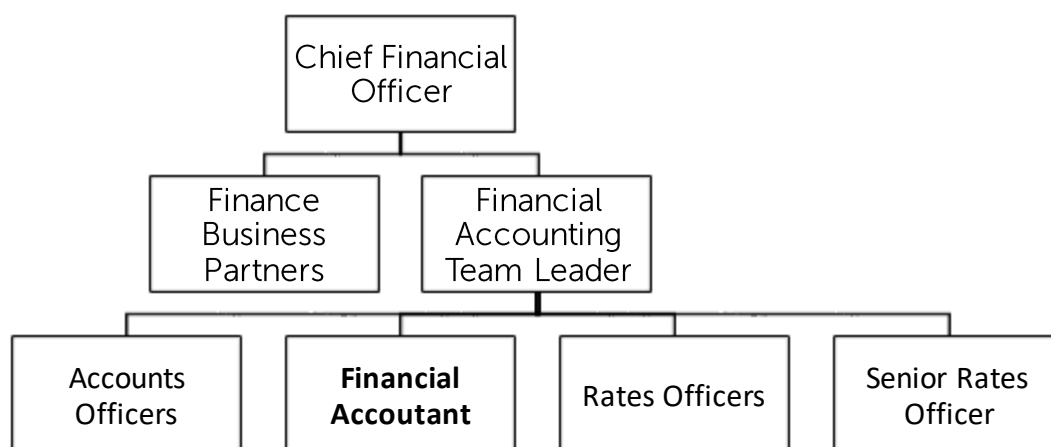 Chief Financial
Officer
Finance
Business
Partners
Financial
Accounting
Team Leader
Accounts
Officers
Financial
Accoutant
Rates Officers
Senior Rates
Officer